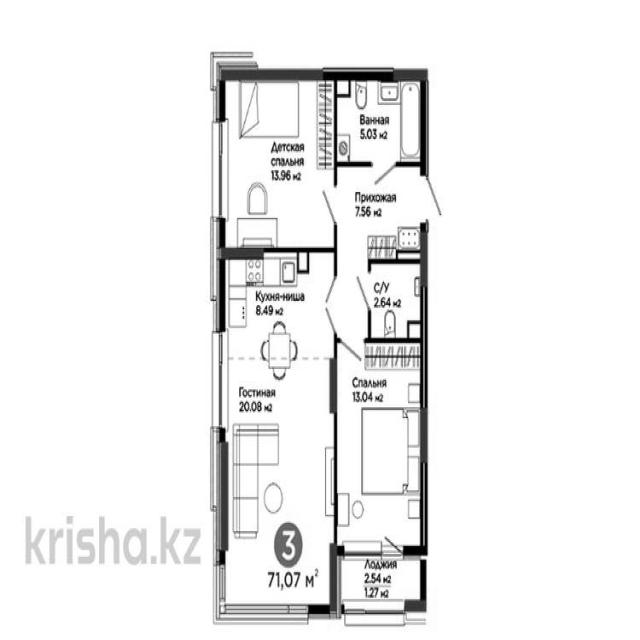 Ванная
5.03 м2
Детская
спальня
13.96 м2
Прихожая
7.56 м2
С/У
2.64 м2
Кухня-ниша
8.49 м2
Спальня
13.04 м2
Гостиная
20.08 м2
krisha.kz
3
71,07 м2
Лоджия
2.54 м2
1.27 м2